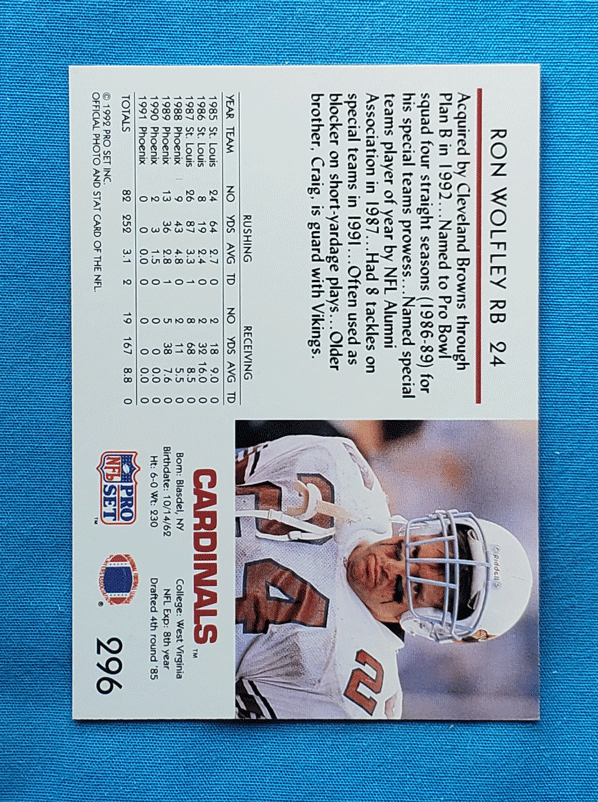 RON WOLFLEY RB 24
Acquired by Cleveland Browns through
Plan B in 1992....Named to Pro Bowl
squad four straight seasons (1986-89) for
his special teams prowess....Named special
teams player of year by NFL Alumni
Association in 1987....Had 8 tackles on
special teams in 1991....Often used as
blocker on short-yardage plays....Older
brother, Craig, is guard with Vikings.
RUSHING RECEIVING
YEAR TEAM NO YDS AVG TD NO YDS AVG TD
1985 St. Louis 24 64 2.7 0 2 18 9.0 0
1986 St. Louis 8 19 2.4 0 2 32 16.0 0
1987 St. Louis 26 87 3.3 1 8 68 8.5 0
1988 Phoenix 9 43 4.8 0 2 11 5.5 0
1989 Phoenix 13 36 2.8 1 5 38 7.6 0
1990 Phoenix 2 3 1.5 0 0 0 0.0 0
1991 Phoenix 0 0 0.0 0 0 0 0.0 0
TOTALS 82 252 3.1 2 19 167 8.8 0
© 1992 PRO SET INC.
OFFICIAL PHOTO AND STAT CARD OF THE NFL
Riddell
24
2
CARDINALS™
Born: Blasdel, NY College: West Virginia
Birthdate: 10/14/62 NFL Exp: 8th year
Ht: 6-0 Wt: 230 Drafted 4th round '85
PRO
NFL SET ™
®
296